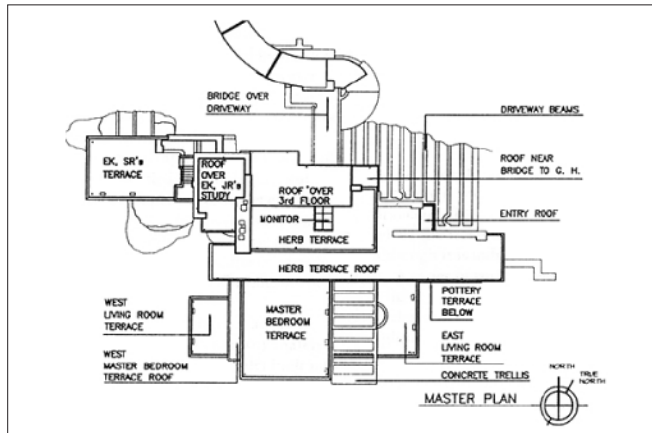 BRIDGE OVER
DRIVEWAY
DRIVEWAY BEAMS
EK, SR's
TERRACE
ROOF
OVER
EK, JR's
STUDY
ROOF OVER
3rd FLOOR
ROOF NEAR
BRIDGE TO G. H.
MONITOR
ENTRY ROOF
HERB TERRACE
HERB TERRACE ROOF
WEST
LIVING ROOM
TERRACE
MASTER
BEDROOM
TERRACE
POTTERY
TERRACE
BELOW
WEST
MASTER BEDROOM
TERRACE ROOF
EAST
LIVING ROOM
TERRACE
CONCRETE TRELLIS
MASTER PLAN
NORTH
TRUE
NORTH